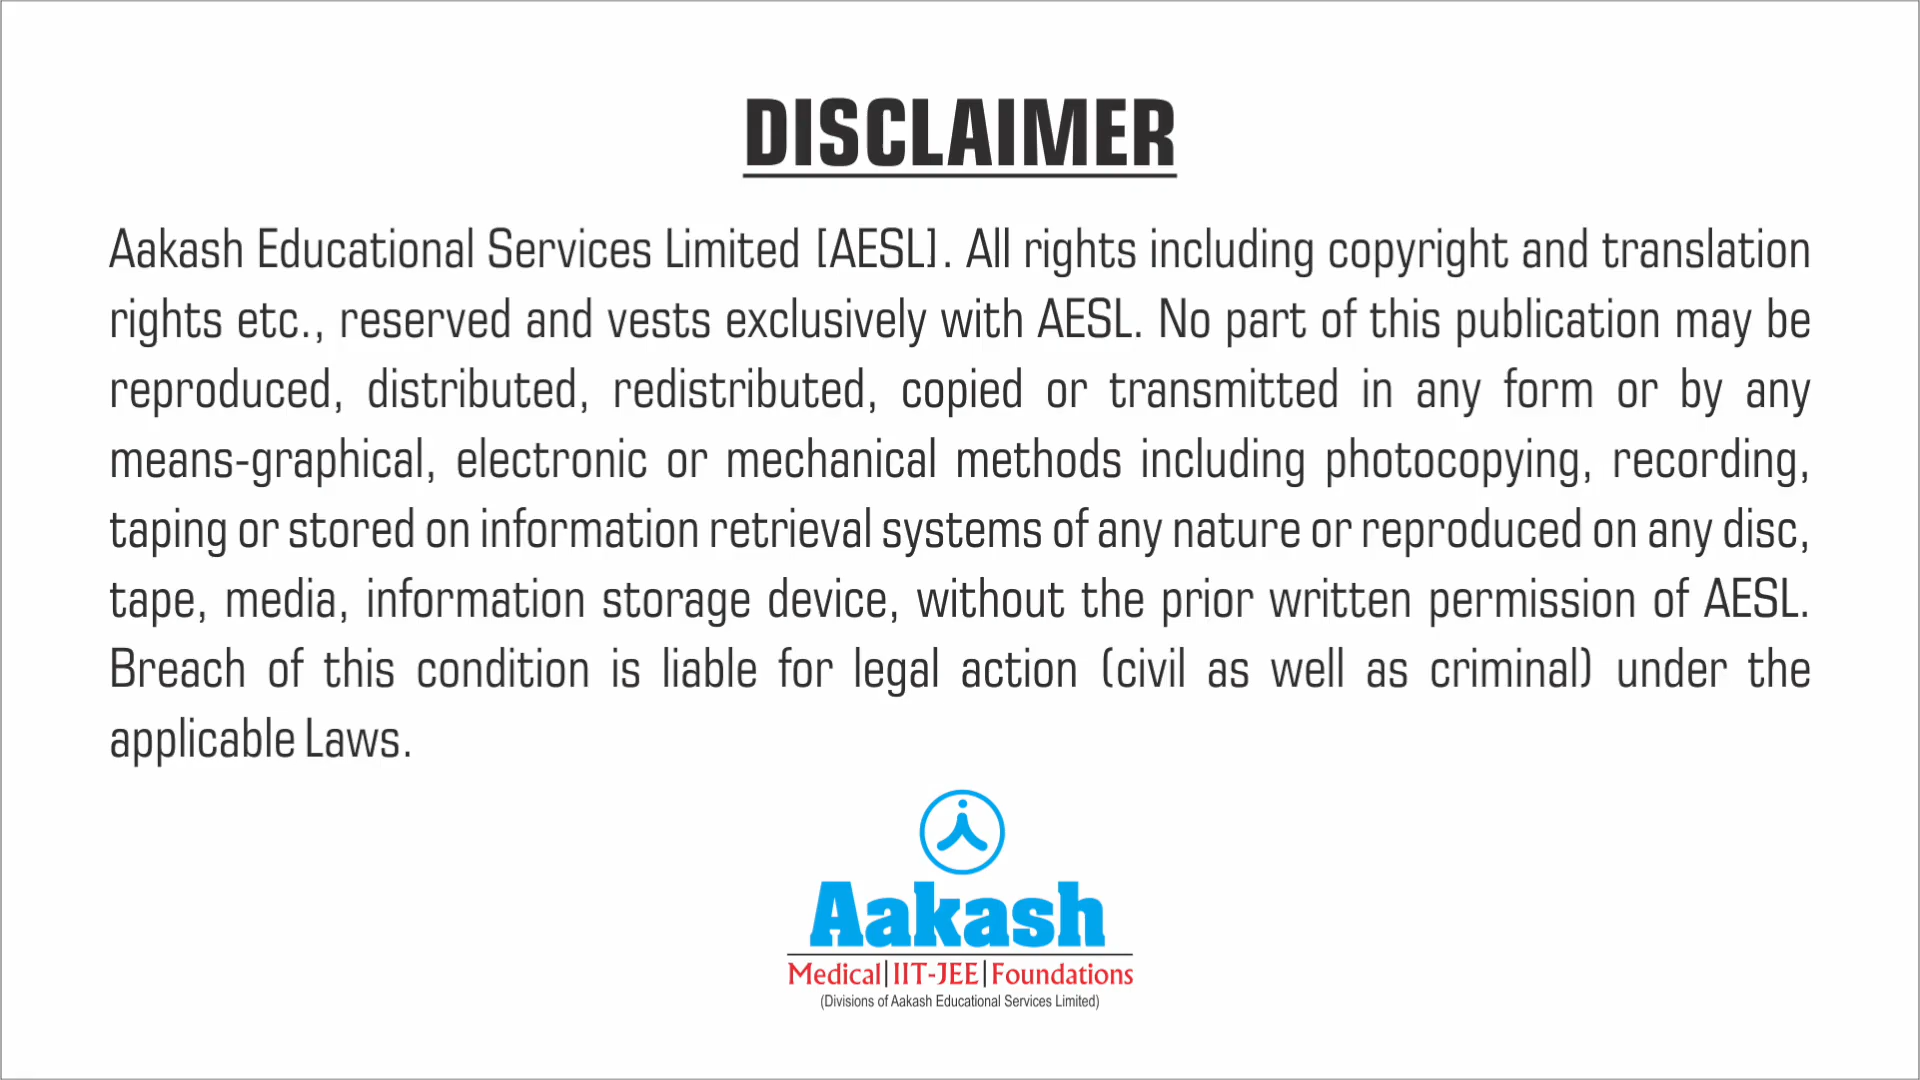 DISCLAIMER
Aakash Educational Services Limited [AESL]. All rights including copyright and translation
rights etc., reserved and vests exclusively with AESL. No part of this publication may be
reproduced, distributed, redistributed, copied or transmitted in any form or by any
means-graphical, electronic or mechanical methods including photocopying, recording,
taping or stored on information retrieval systems of any nature or reproduced on any disc,
tape, media, information storage device, without the prior written permission of AESL.
Breach of this condition is liable for legal action (civil as well as criminal) under the
applicable Laws.
Aakash
Medical|IIT-JEE|Foundations
(Divisions of Aakash Educational Services Limited)